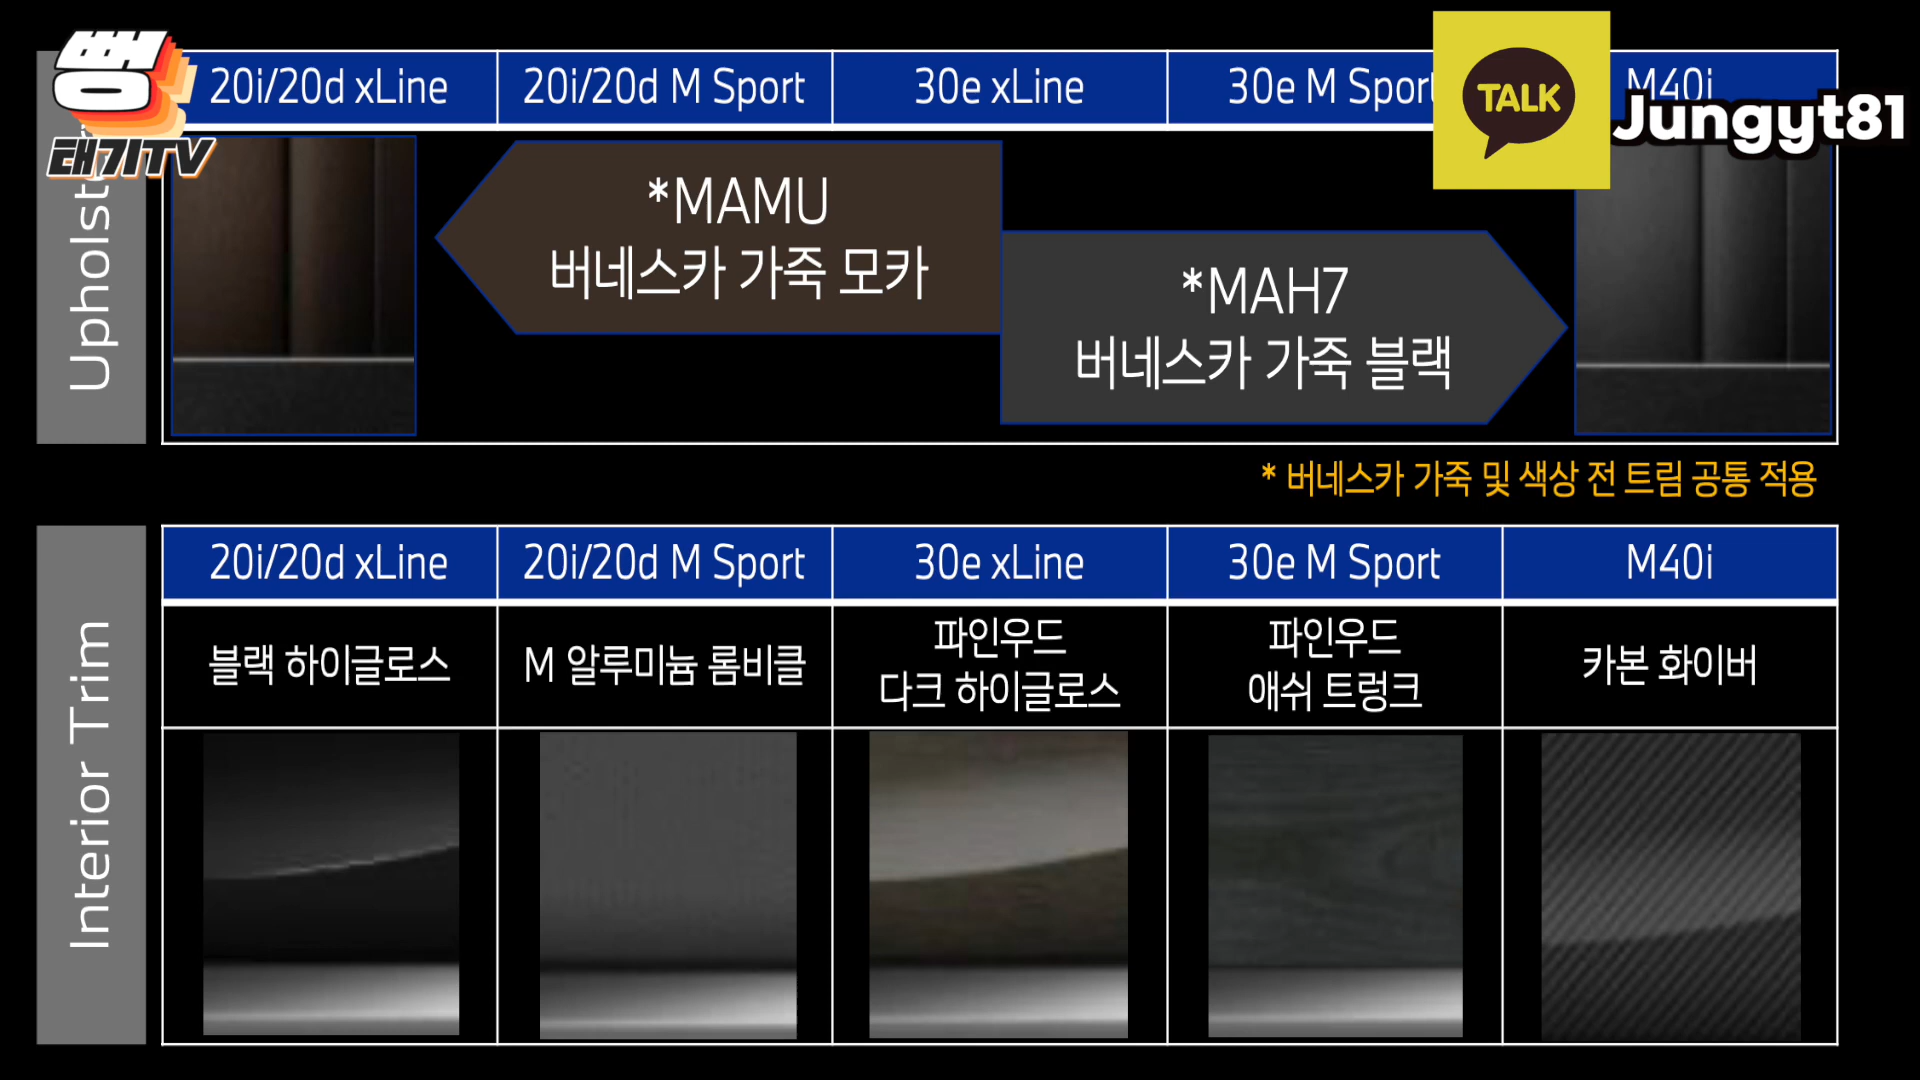 뿅
태기TV
TALK
Jungyt81
20i/20d xLine
20i/20d M Sport
30e xLine
30e M Sport
M40i
*MAMU
버네스카 가죽 모카
*MAH7
버네스카 가죽 블랙
* 버네스카 가죽 및 색상 전 트림 공통 적용
Interior Trim
20i/20d xLine
20i/20d M Sport
30e xLine
30e M Sport
M40i
블랙 하이글로스
M 알루미늄 롬비클
파인우드
다크 하이글로스
파인우드
애쉬 트렁크
카본 화이버